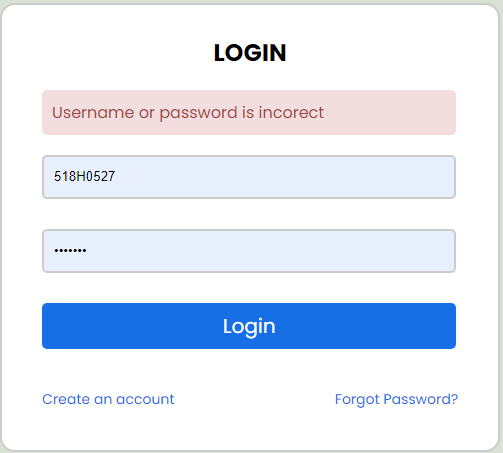 LOGIN
Username or password is incorect
518H0527
•••••••
Login
Create an account
Forgot Password?